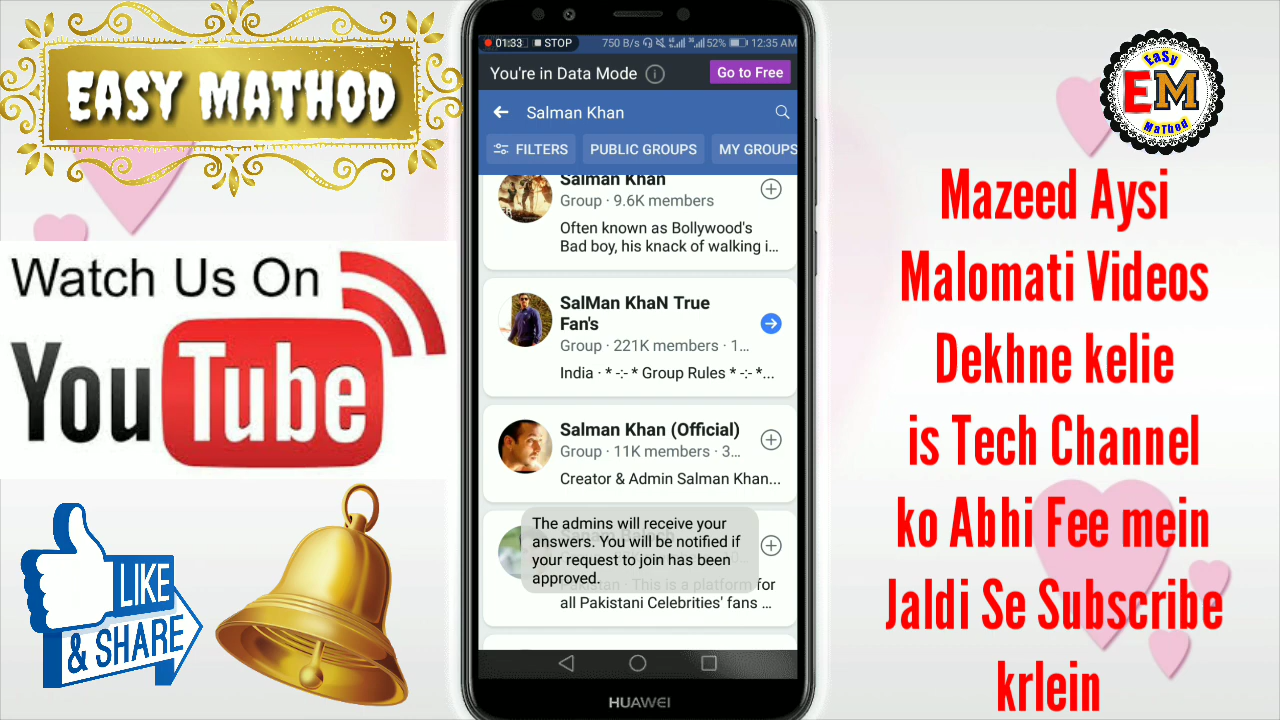 EASY MATHOD
Watch Us On
YouTube
LIKE
& SHARE
01:33 STOP 750 B/s 52% 12:35 AM
You're in Data Mode Go to Free
Salman Khan
FILTERS PUBLIC GROUPS MY GROUPS
Salman Khan
Group · 9.6K members
Often known as Bollywood's
Bad boy, his knack of walking i...
SalMan KhaN True
Fan's
Group · 221K members · 1...
India · * -:- * Group Rules * -:- *...
Salman Khan (Official)
Group · 11K members · 3...
Creator & Admin Salman Khan...
The admins will receive your
answers. You will be notified if
your request to join has been
approved.
This is a platform for
all Pakistani Celebrities' fans ...
HUAWEI
EaSy
EM
MaThod
Mazeed Aysi
Malomati Videos
Dekhne kelie
is Tech Channel
ko Abhi Fee mein
Jaldi Se Subscribe
krlein